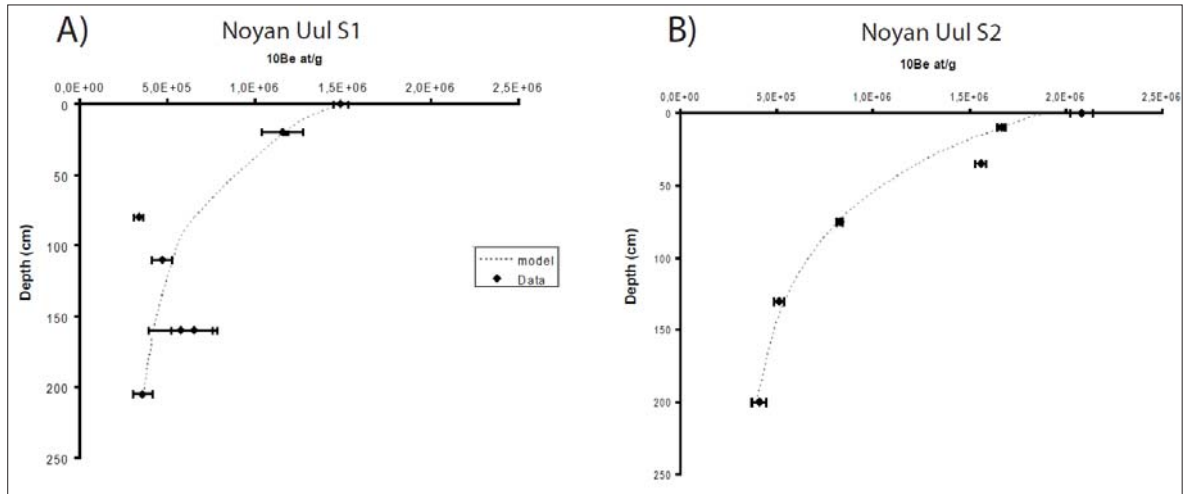 A)
Noyan Uul S1
10Be at/g
0,0E+00 5,0E+05 1,0E+06 1,5E+06 2,0E+06 2,5E+06
0
50
100
150
200
250
Depth (cm)
model
Data
B)
Noyan Uul S2
10Be at/g
0,0E+00 5,0E+05 1,0E+06 1,5E+06 2,0E+06 2,5E+06
0
50
100
150
200
250
Depth (cm)